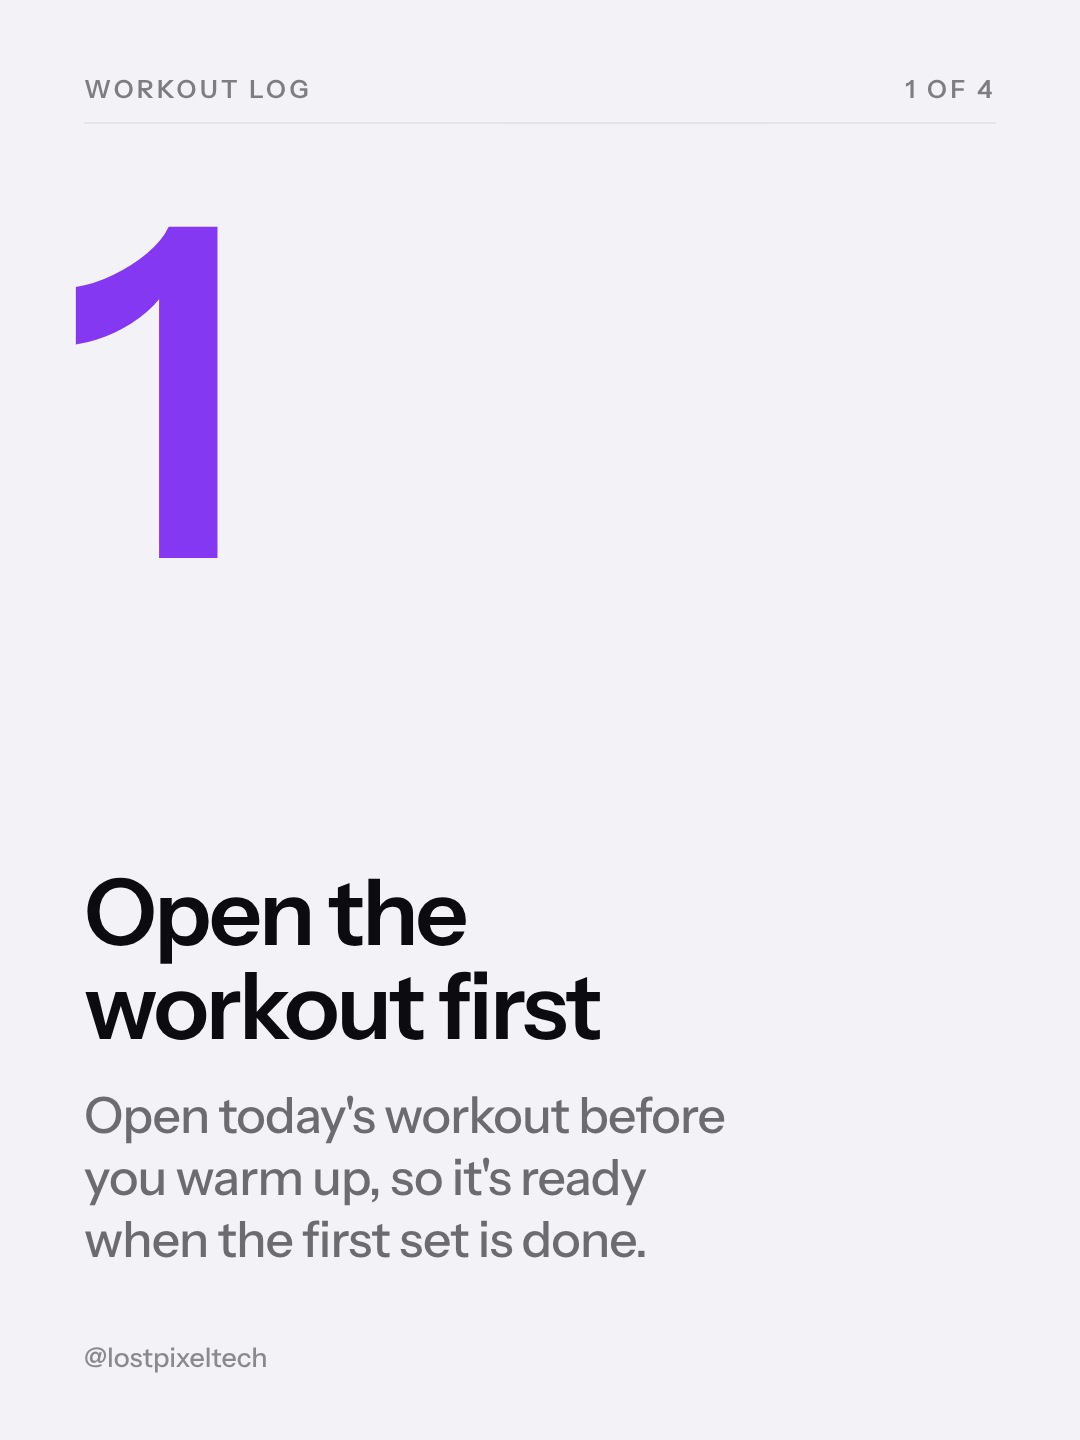 WORKOUT LOG
1 OF 4
1
Open the
workout first
Open today's workout before
you warm up, so it's ready
when the first set is done.
@lostpixeltech